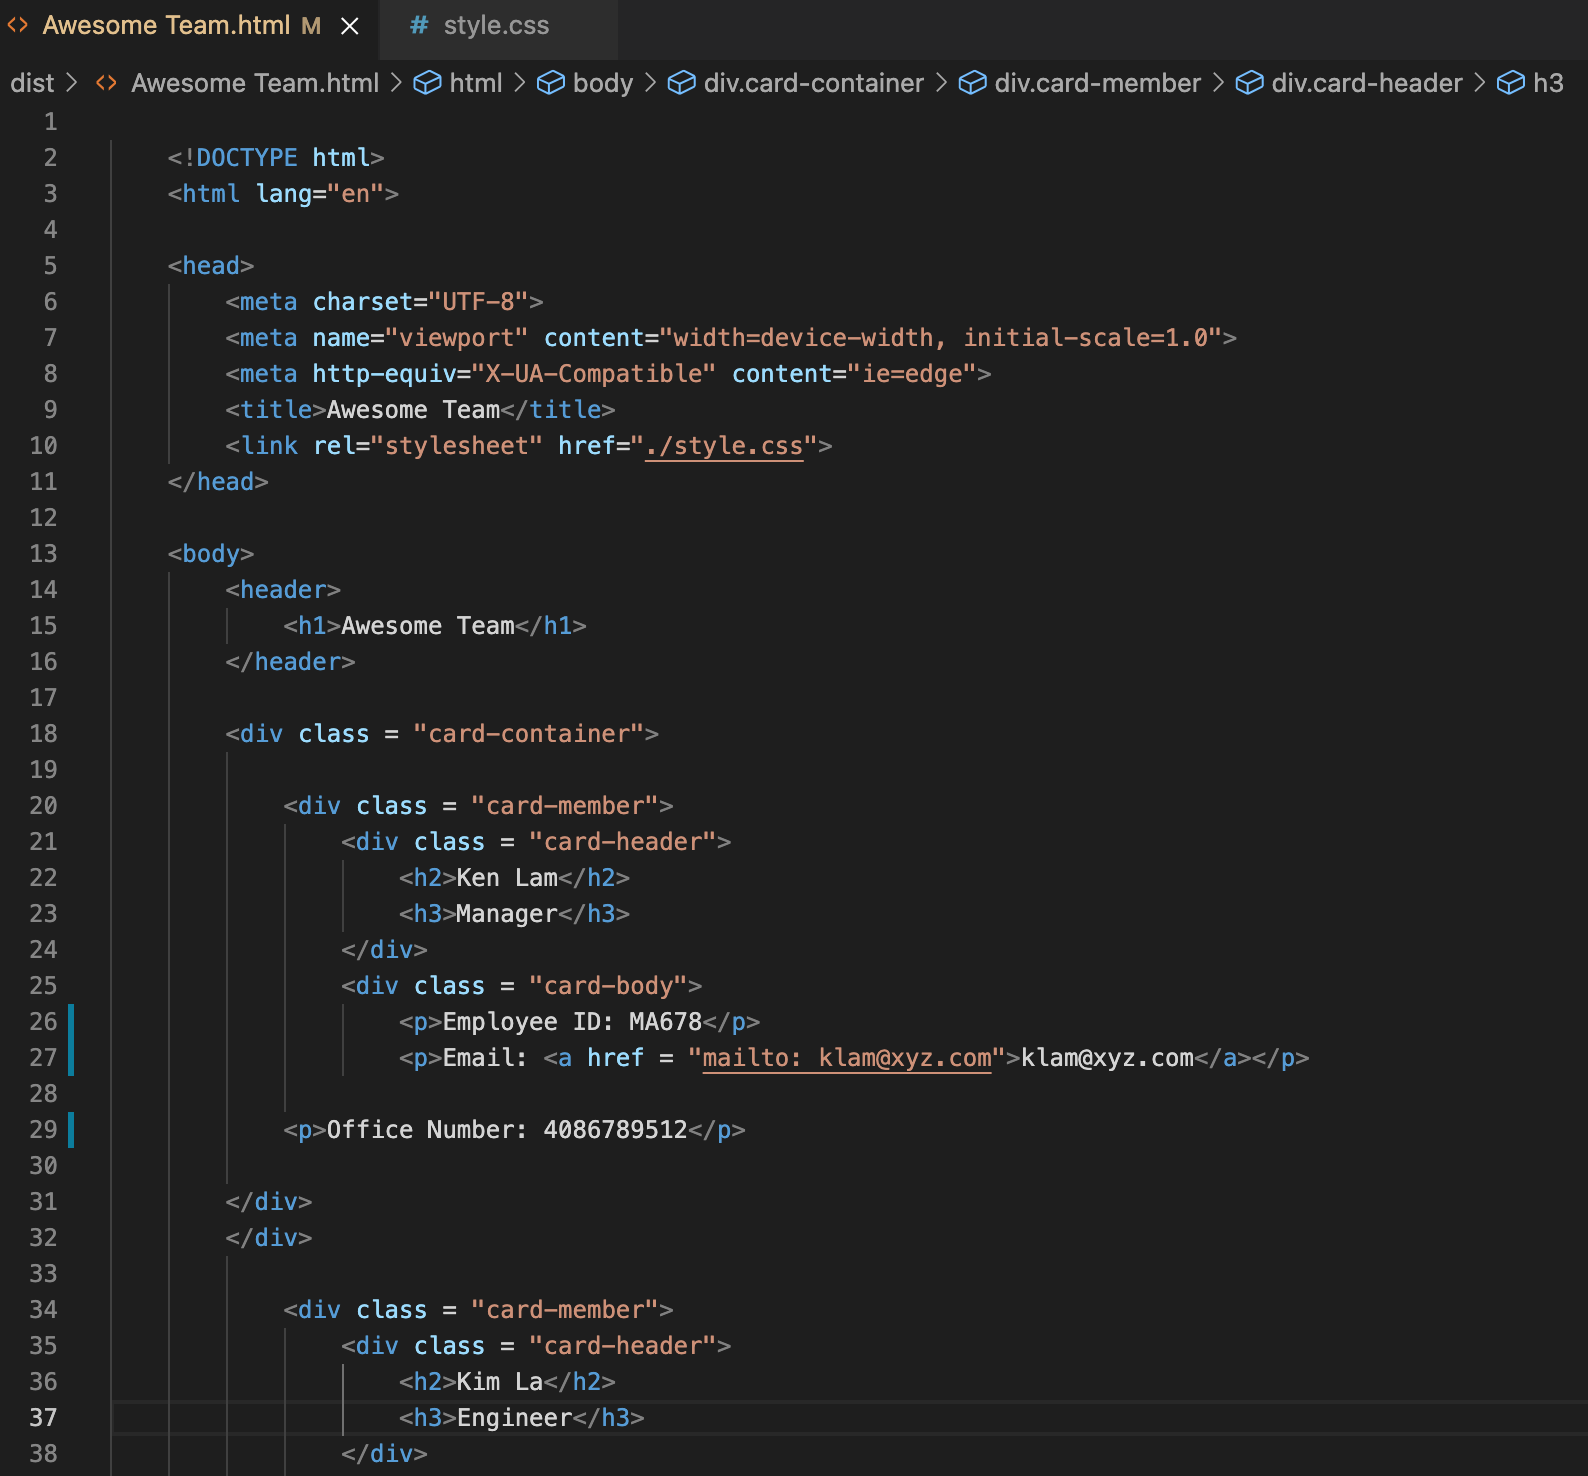 Awesome Team.html M # style.css
dist > Awesome Team.html > html > body > div.card-container > div.card-member > div.card-header > h3
1
2 <!DOCTYPE html>
3 <html lang="en">
4
5 <head>
6 <meta charset="UTF-8">
7 <meta name="viewport" content="width=device-width, initial-scale=1.0">
8 <meta http-equiv="X-UA-Compatible" content="ie=edge">
9 <title>Awesome Team</title>
10 <link rel="stylesheet" href="./style.css">
11 </head>
12
13 <body>
14 <header>
15 <h1>Awesome Team</h1>
16 </header>
17
18 <div class = "card-container">
19
20 <div class = "card-member">
21 <div class = "card-header">
22 <h2>Ken Lam</h2>
23 <h3>Manager</h3>
24 </div>
25 <div class = "card-body">
26 <p>Employee ID: MA678</p>
27 <p>Email: <a href = "mailto: klam@xyz.com">klam@xyz.com</a></p>
28
29 <p>Office Number: 4086789512</p>
30
31 </div>
32 </div>
33
34 <div class = "card-member">
35 <div class = "card-header">
36 <h2>Kim La</h2>
37 <h3>Engineer</h3>
38 </div>